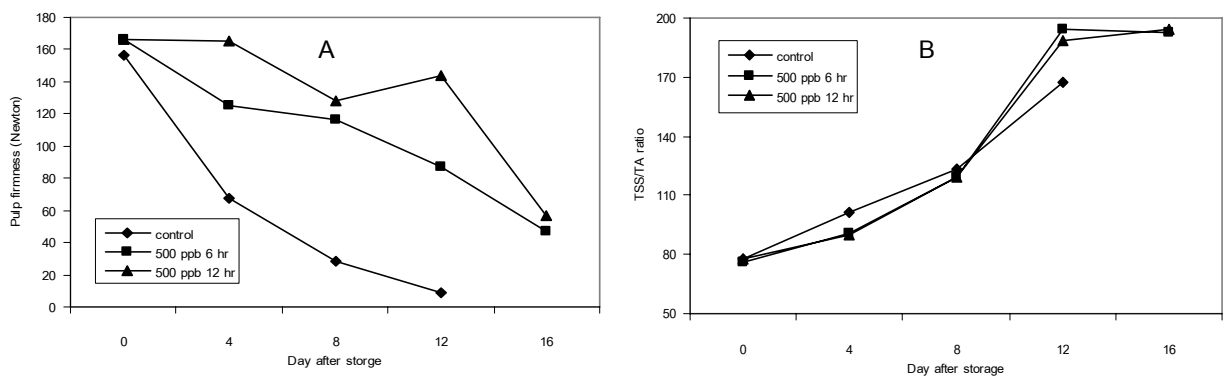 A
180
160
140
120
100
80
60
40
20
0
Pulp firmness (Newton)
control
500 ppb 6 hr
500 ppb 12 hr
0 4 8 12 16
Day after storge
B
200
170
140
110
80
50
TSS/TA ratio
control
500 ppb 6 hr
500 ppb 12 hr
0 4 8 12 16
Day after storage